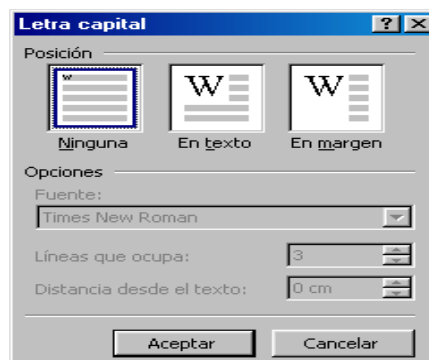 Letra capital
Posición
W W W
Ninguna En texto En margen
Opciones
Fuente:
Times New Roman
Líneas que ocupa: 3
Distancia desde el texto: 0 cm
Aceptar Cancelar